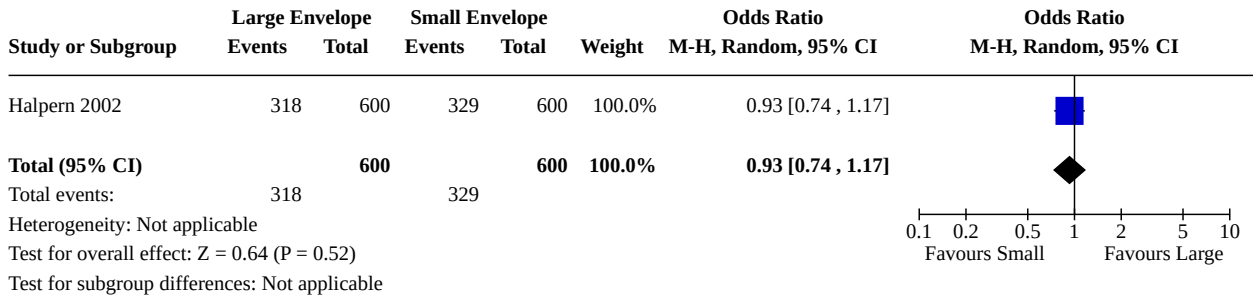 Large Envelope Small Envelope Odds Ratio Odds Ratio
Study or Subgroup Events Total Events Total Weight M-H, Random, 95% CI M-H, Random, 95% CI
Halpern 2002 318 600 329 600 100.0% 0.93 [0.74 , 1.17]
Total (95% CI) 600 600 100.0% 0.93 [0.74 , 1.17]
Total events: 318 329
Heterogeneity: Not applicable
0.1 0.2 0.5 1 2 5 10
Test for overall effect: Z = 0.64 (P = 0.52) Favours Small Favours Large
Test for subgroup differences: Not applicable